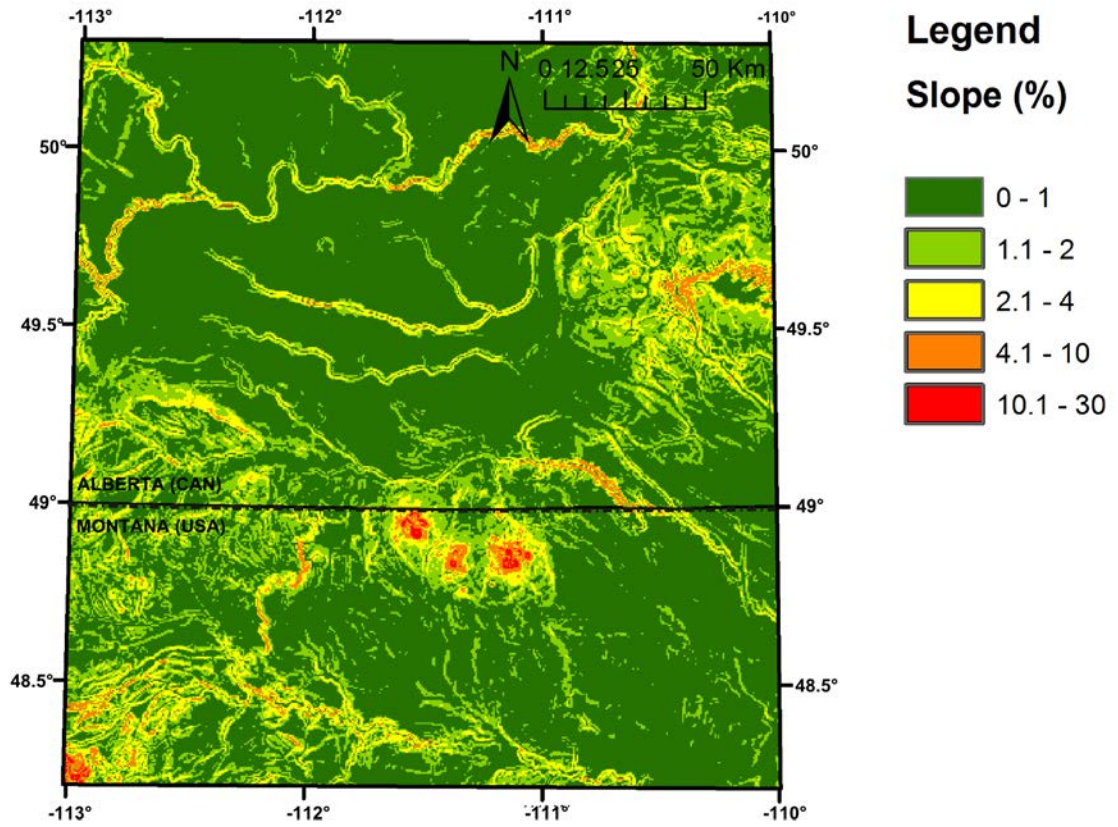 -113° -112° -111° -110°
Legend
Slope (%)
N
0 12.525 50 Km
50° 50°
0 - 1
1.1 - 2
2.1 - 4
4.1 - 10
10.1 - 30
49.5° 49.5°
ALBERTA (CAN)
49° 49°
MONTANA (USA)
48.5° 48.5°
-113° -112° -111° -110°